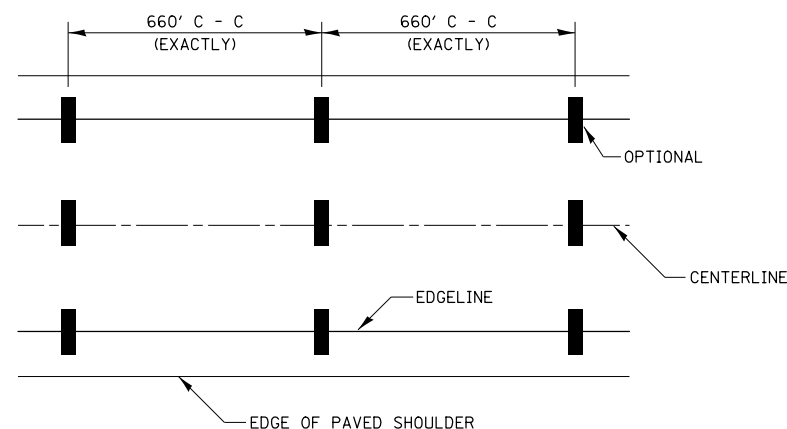 660' C - C
(EXACTLY)
660' C - C
(EXACTLY)
OPTIONAL
CENTERLINE
EDGELINE
EDGE OF PAVED SHOULDER